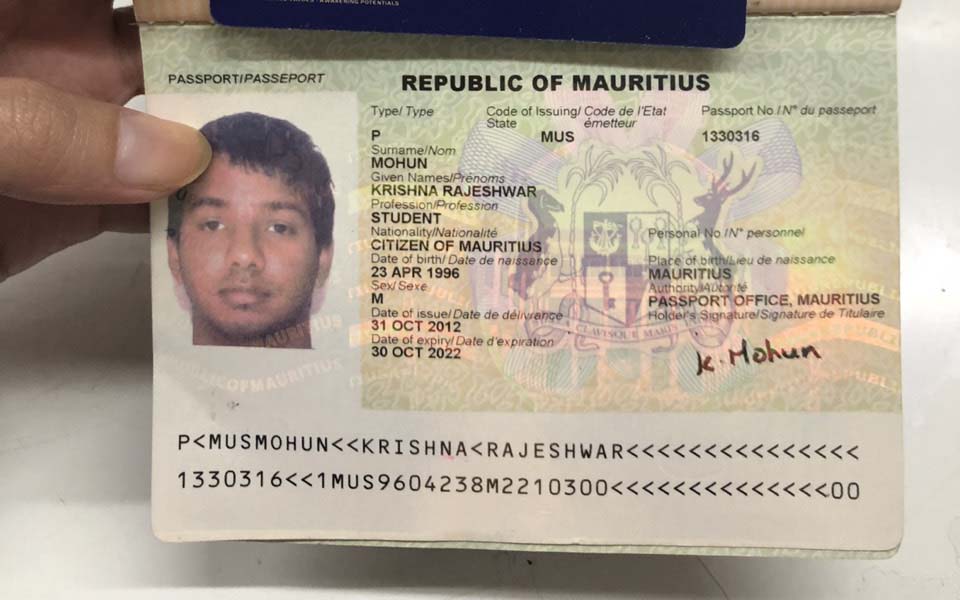 AWAKENING POTENTIALS
PASSPORT/PASSEPORT
REPUBLIC OF MAURITIUS
Type/ Type Code of Issuing/ Code de l'Etat Passport No / N° du passeport
State émetteur
P MUS 1330316
Surname/Nom
MOHUN
Given Names/Prénoms
KRISHNA RAJESHWAR
Profession/Profession
STUDENT
Nationality/Nationalité Personal No / N° personnel
CITIZEN OF MAURITIUS
Date of birth/ Date de naissance Place of birth/Lieu de naissance
23 APR 1996 MAURITIUS
Sex/ Sexe Authority/Autorité
M PASSPORT OFFICE, MAURITIUS
Date of issue/ Date de délivrance Holder's Signature/Signature de Titulaire
31 OCT 2012
Date of expiry/ Date d'expiration
30 OCT 2022
K. Mohun
P<MUSMOHUN<<KRISHNA<RAJESHWAR<<<<<<<<<<<<<<<
1330316<<1MUS9604238M2210300<<<<<<<<<<<<<<00